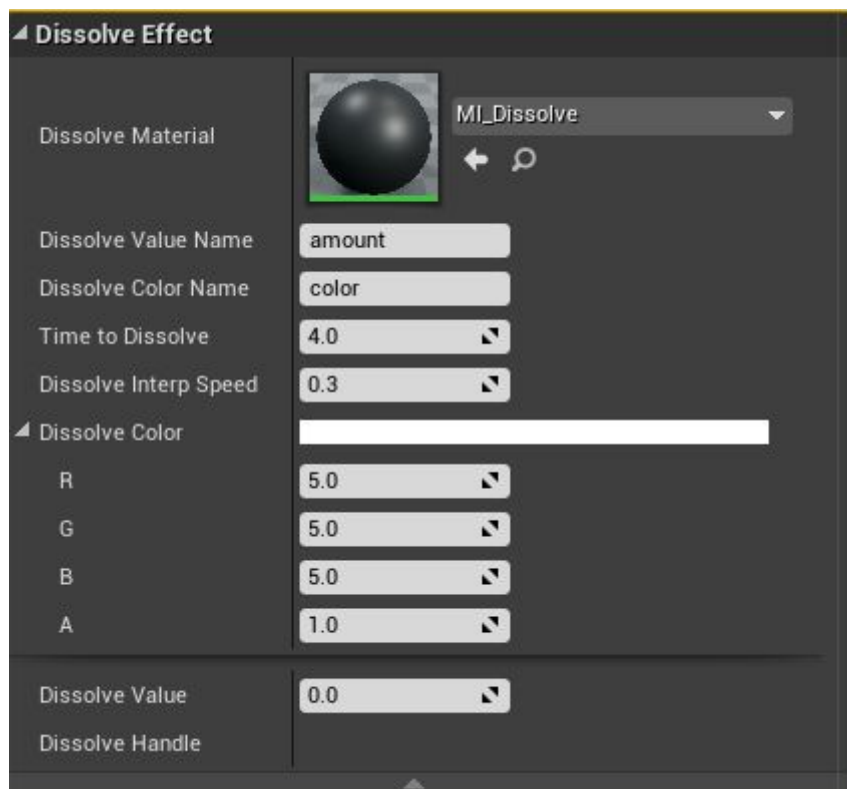 Dissolve Effect
Dissolve Material
MI_Dissolve
Dissolve Value Name amount
Dissolve Color Name color
Time to Dissolve 4.0
Dissolve Interp Speed 0.3
Dissolve Color
R 5.0
G 5.0
B 5.0
A 1.0
Dissolve Value 0.0
Dissolve Handle